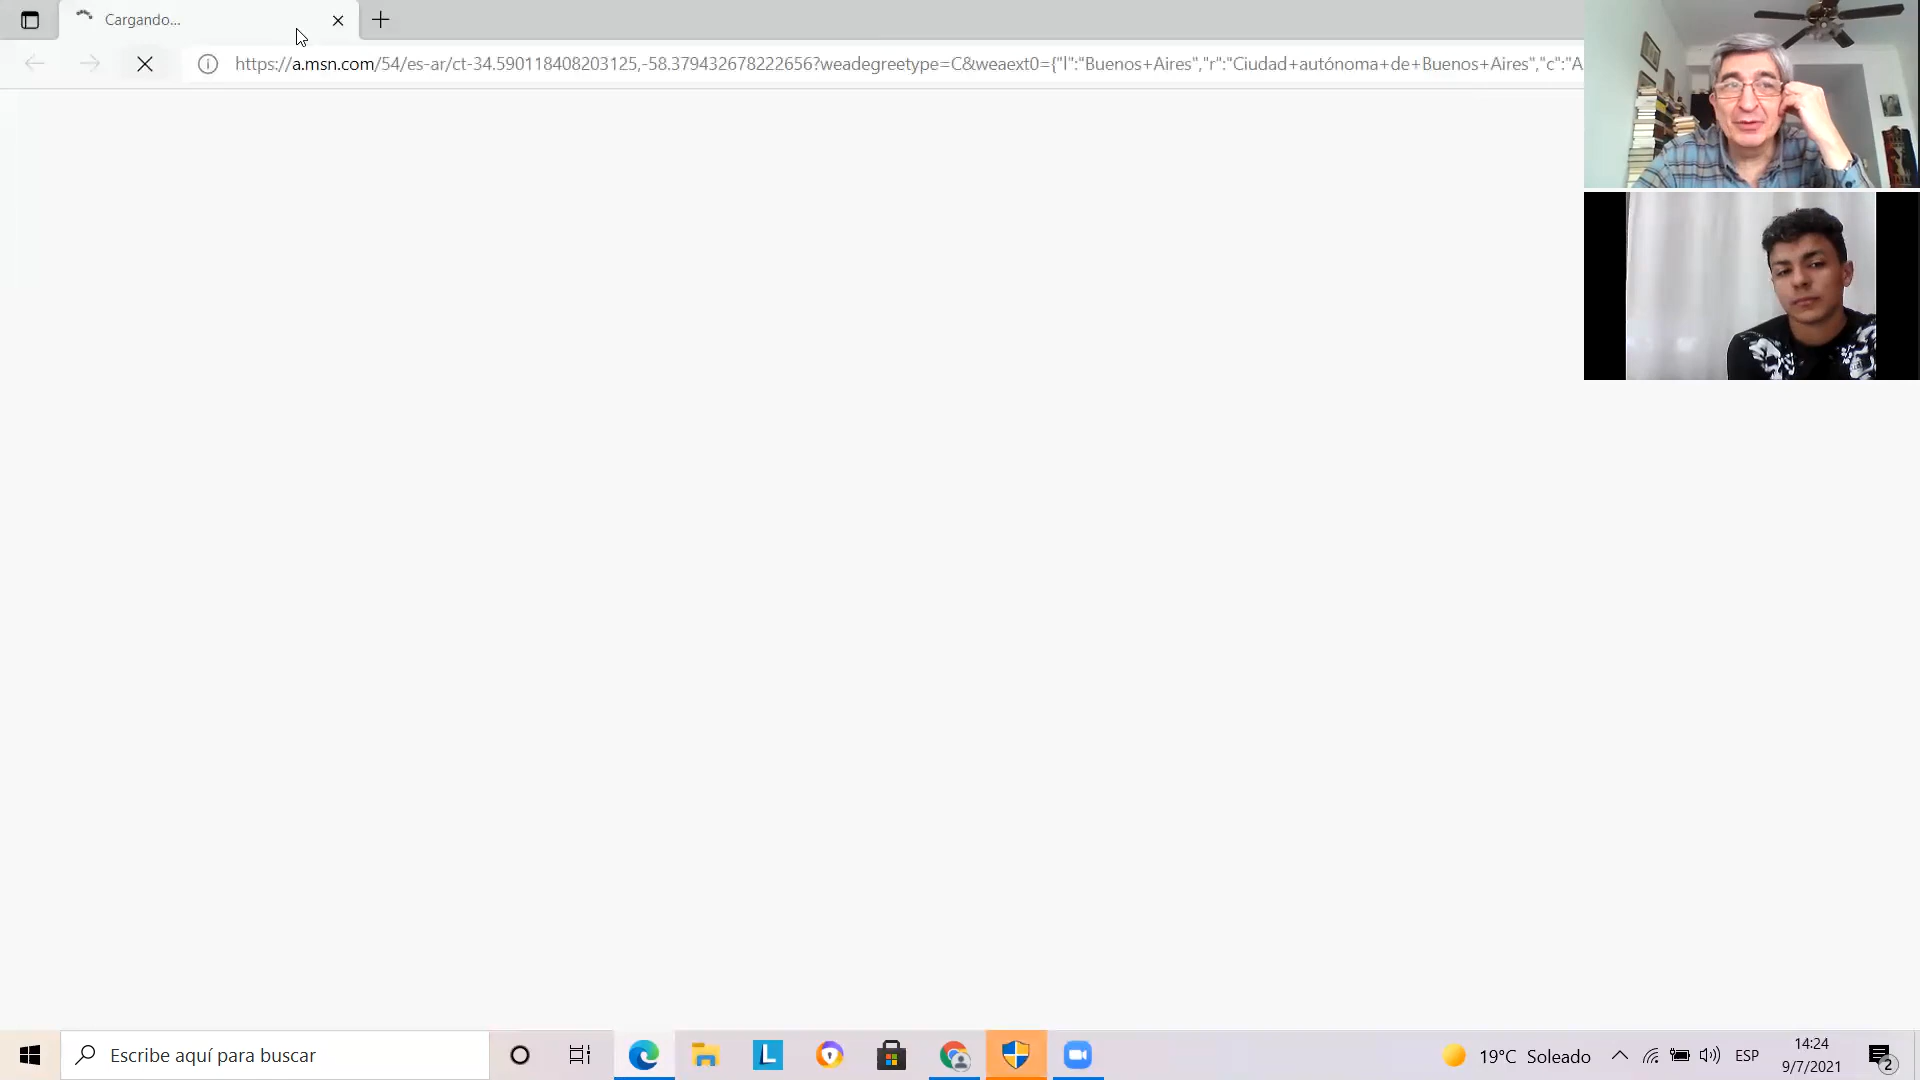 Cargando...
https://a.msn.com/54/es-ar/ct-34.590118408203125,-58.379432678222656?weadegreetype=C&weaext0={"l":"Buenos+Aires","r":"Ciudad+autónoma+de+Buenos+Aires","c":"A
Escribe aquí para buscar
L
19°C Soleado
ESP
14:24
9/7/2021
2